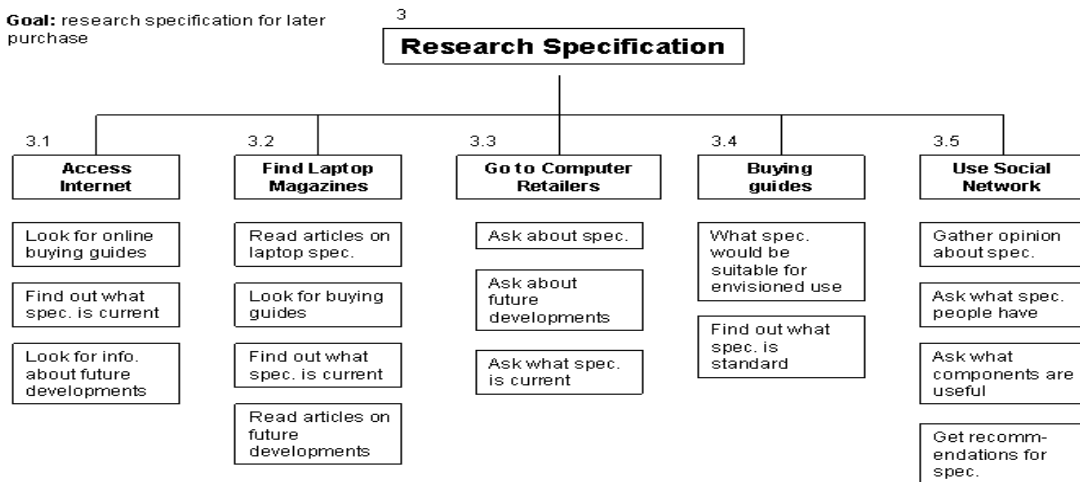 Goal: research specification for later
purchase
3
Research Specification
3.1
Access
Internet
Look for online
buying guides
Find out what
spec. is current
Look for info.
about future
developments
3.2
Find Laptop
Magazines
Read articles on
laptop spec.
Look for buying
guides
Find out what
spec. is current
Read articles on
future
developments
3.3
Go to Computer
Retailers
Ask about spec.
Ask about
future
developments
Ask what spec.
is current
3.4
Buying
guides
What spec.
would be
suitable for
envisioned use
Find out what
spec. is
standard
3.5
Use Social
Network
Gather opinion
about spec.
Ask what spec.
people have
Ask what
components are
useful
Get recomm-
endations for
spec.